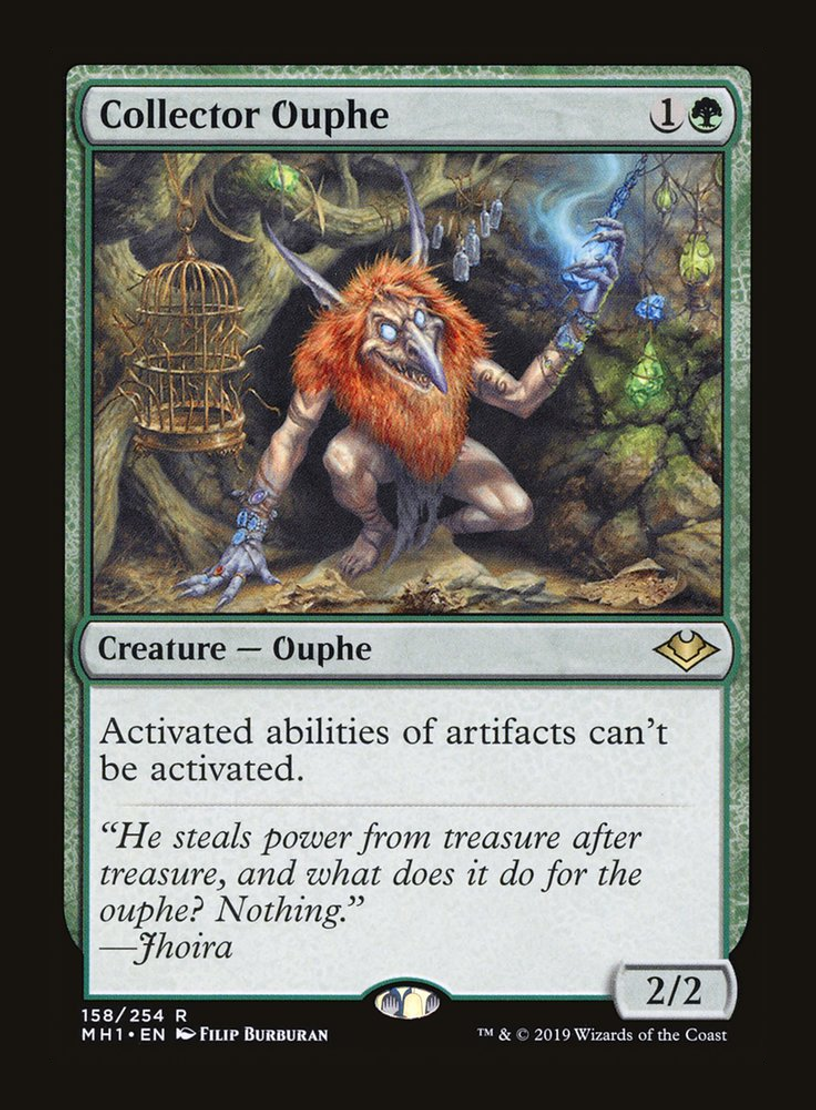 Collector Ouphe 1
Creature — Ouphe
Activated abilities of artifacts can't
be activated.
“He steals power from treasure after
treasure, and what does it do for the
ouphe? Nothing.”
—Jhoira
2/2
158/254 R
MH1•EN Filip Burburan
™ & © 2019 Wizards of the Coast